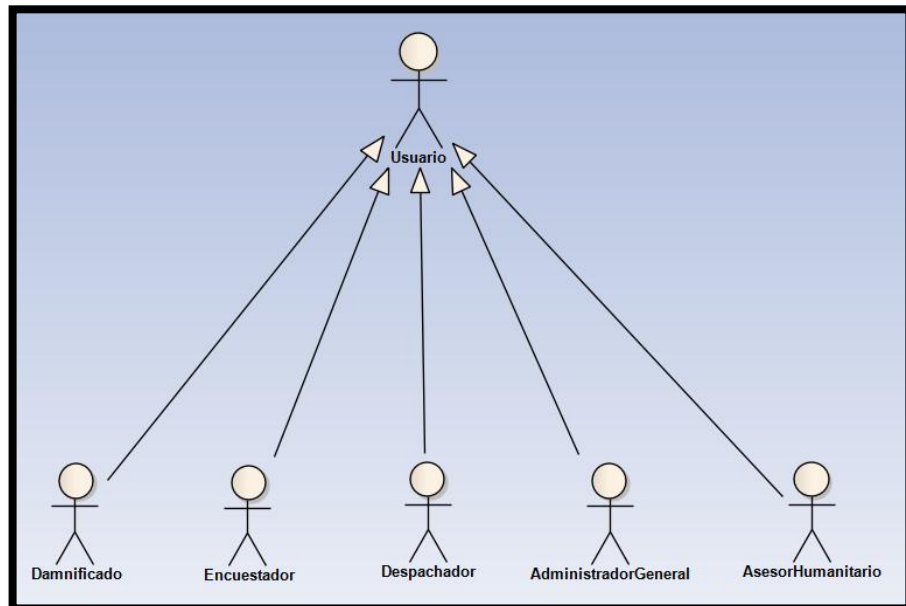 Usuario
Damnificado
Encuestador
Despachador
AdministradorGeneral
AsesorHumanitario